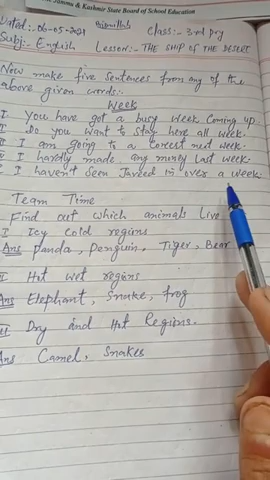 Jammu & Kashmir State Board of School Education
Bismillah
Dated:- 06-05-2021 Class:- 3rd pry
Subj:- English Lesson:- THE SHIP OF THE DESERT
Now make five Sentences from any of the
above given words:-
Week
I You have got a busy week coming up.
I Do you want to stay here all week.
I am going to a forest next week.
I hardly made any money last week.
I haven't Seen Javeed in over a week.
Team Time
Find out which animals Live.
I Icy cold regions
Ans Panda, Penguin, Tiger, Bear
II Hot wet regions
Ans Elephant, Snake, frog
III Dry and Hot Regions.
Ans Camel, Snakes